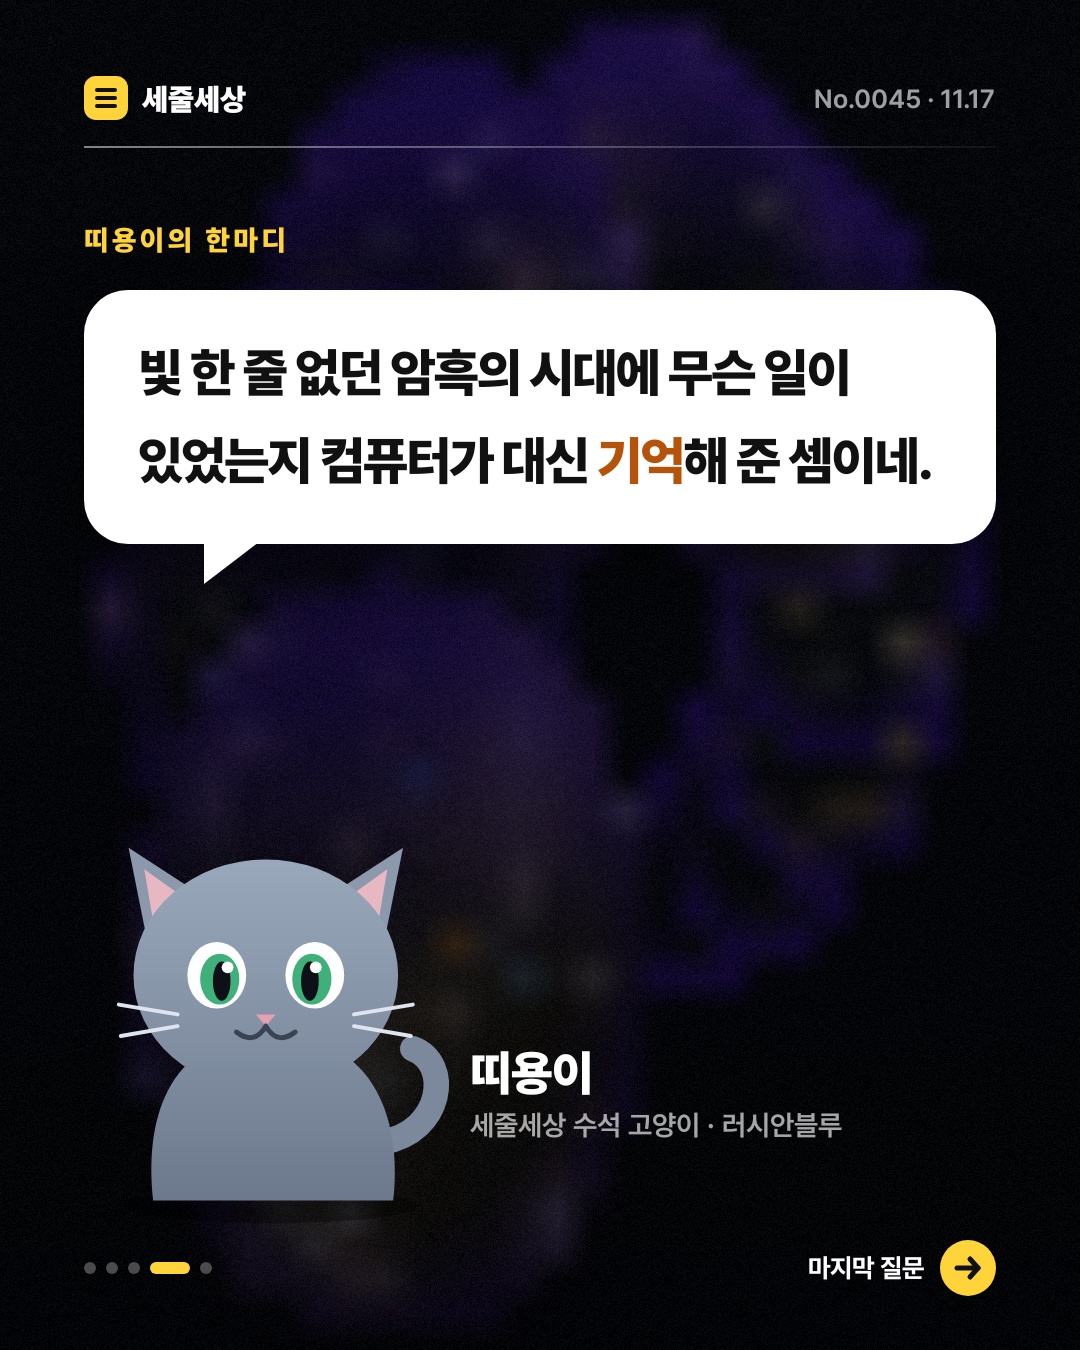 세줄세상
No.0045 · 11.17
띠용이의 한마디
빛 한 줄 없던 암흑의 시대에 무슨 일이
있었는지 컴퓨터가 대신 기억해 준 셈이네.
띠용이
세줄세상 수석 고양이 · 러시안블루
마지막 질문